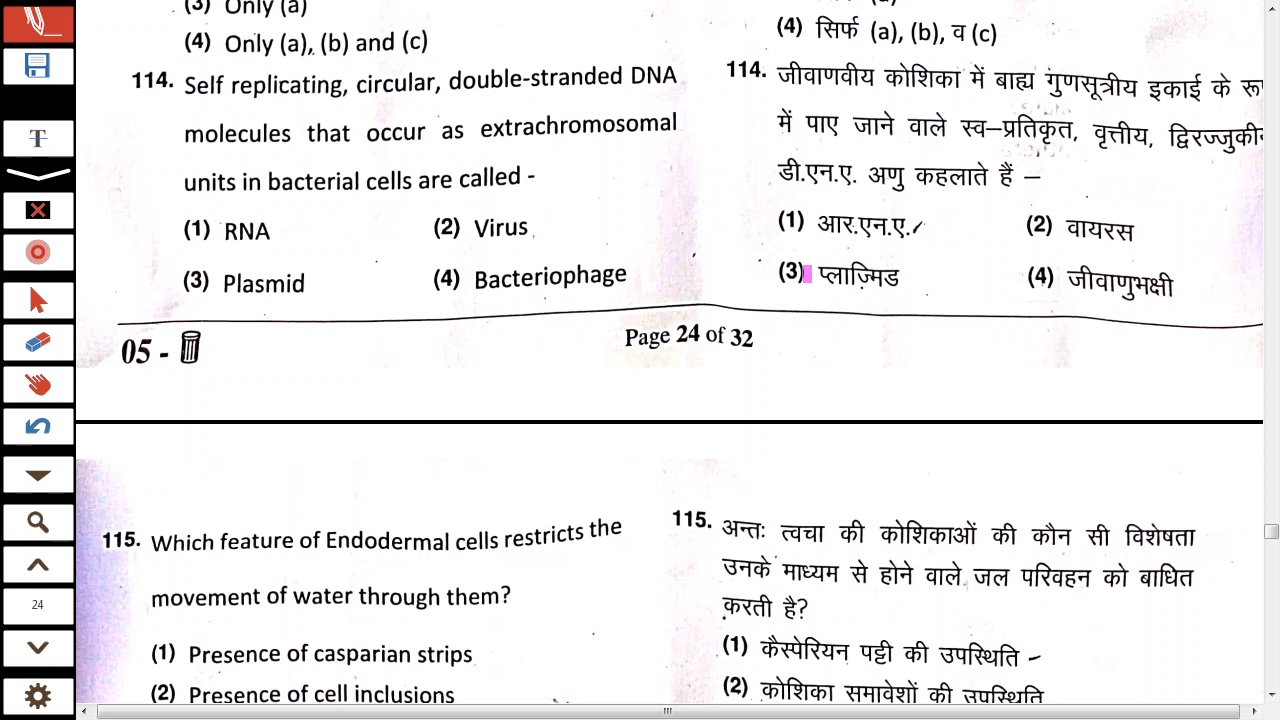 (3) Only (a)
(4) Only (a), (b) and (c)
114. Self replicating, circular, double-stranded DNA
molecules that occur as extrachromosomal
units in bacterial cells are called -
(1) RNA (2) Virus
(3) Plasmid (4) Bacteriophage
(4) सिर्फ (a), (b), व (c)
114. जीवाणवीय कोशिका में बाह्य गुणसूत्रीय इकाई के
में पाए जाने वाले स्व–प्रतिकृत, वृत्तीय,
डी.एन.ए. अणु कहलाते हैं –
(1) आर.एन.ए. (2) वायरस
(3) प्लाज़्मिड (4) जीवाणुभक्षी
05 -
Page 24 of 32
115. Which feature of Endodermal cells restricts the
movement of water through them?
(1) Presence of casparian strips
(2) Presence of cell inclusions
115. अन्तः त्वचा की कोशिकाओं की कौन सी विशेषता
उनके माध्यम से होने वाले जल परिवहन को बाधित
करती है?
(1) कैस्पेरियन पट्टी की उपस्थिति
(2) कोशिका समावेशों की उपस्थिति
T
24